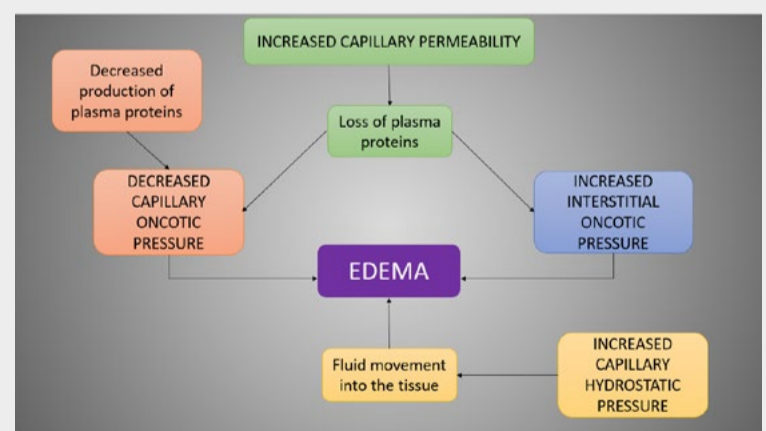 INCREASED CAPILLARY PERMEABILITY
Decreased
production of
plasma proteins
Loss of plasma
proteins
DECREASED
CAPILLARY
ONCOTIC
PRESSURE
INCREASED
INTERSTITIAL
ONCOTIC
PRESSURE
EDEMA
Fluid movement
into the tissue
INCREASED
CAPILLARY
HYDROSTATIC
PRESSURE